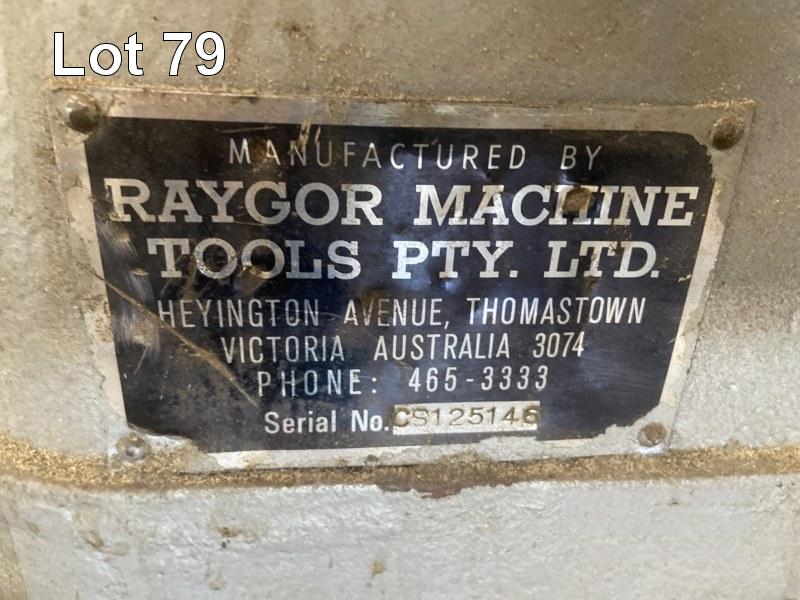 Lot 79
MANUFACTURED BY
RAYGOR MACHINE
TOOLS PTY. LTD.
HEYINGTON AVENUE, THOMASTOWN
VICTORIA AUSTRALIA 3074
PHONE: 465-3333
Serial No. CS125146